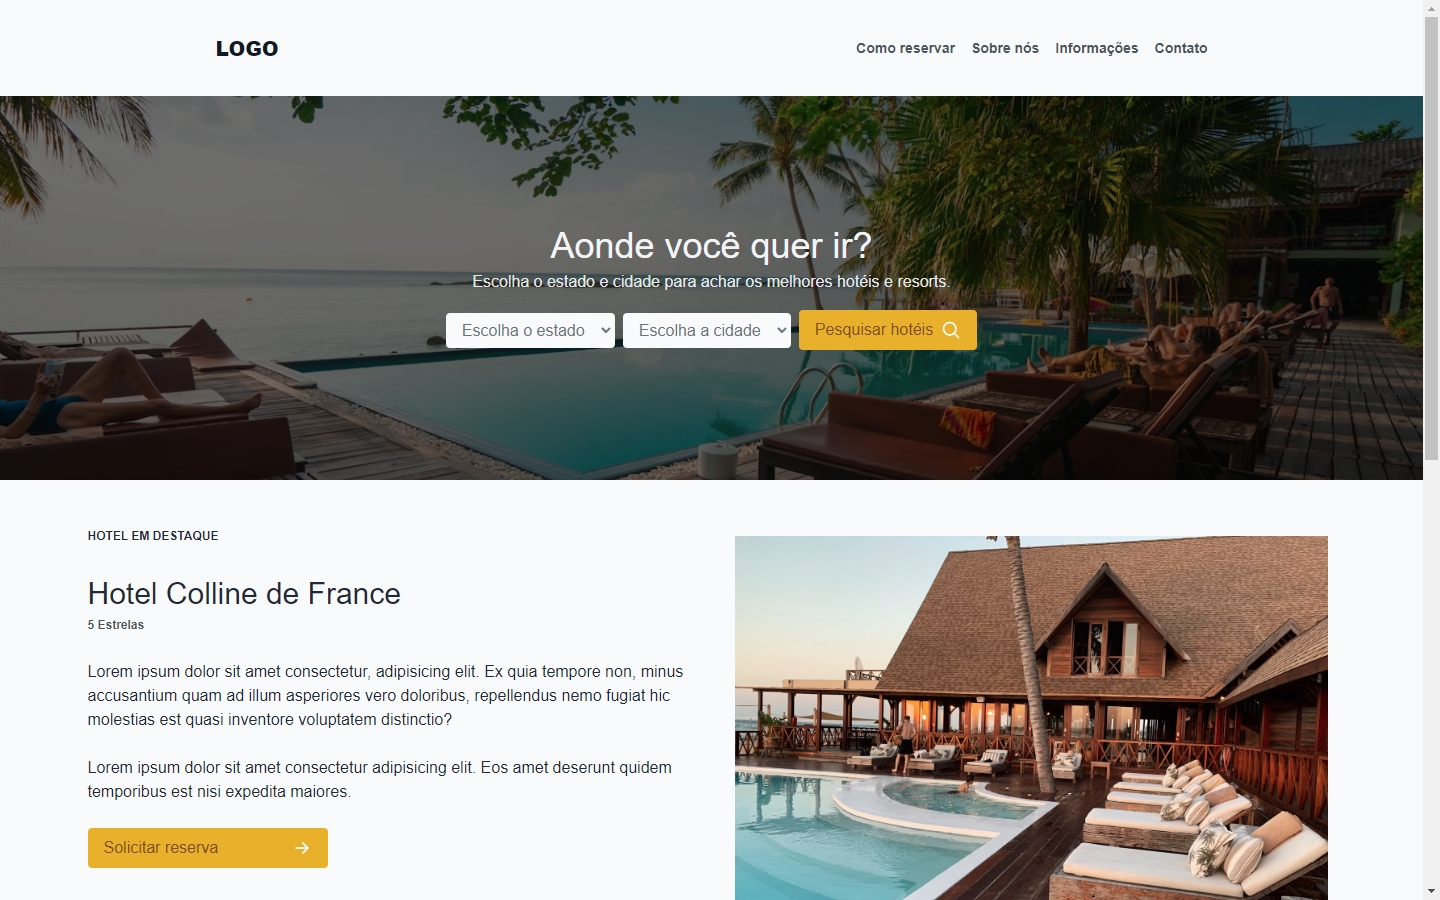 LOGO
Como reservar
Sobre nós
Informações
Contato
Aonde você quer ir?
Escolha o estado e cidade para achar os melhores hotéis e resorts.
Escolha o estado
Escolha a cidade
Pesquisar hotéis
HOTEL EM DESTAQUE
Hotel Colline de France
5 Estrelas
Lorem ipsum dolor sit amet consectetur, adipisicing elit. Ex quia tempore non, minus
accusantium quam ad illum asperiores vero doloribus, repellendus nemo fugiat hic
molestias est quasi inventore voluptatem distinctio?
Lorem ipsum dolor sit amet consectetur adipisicing elit. Eos amet deserunt quidem
temporibus est nisi expedita maiores.
Solicitar reserva